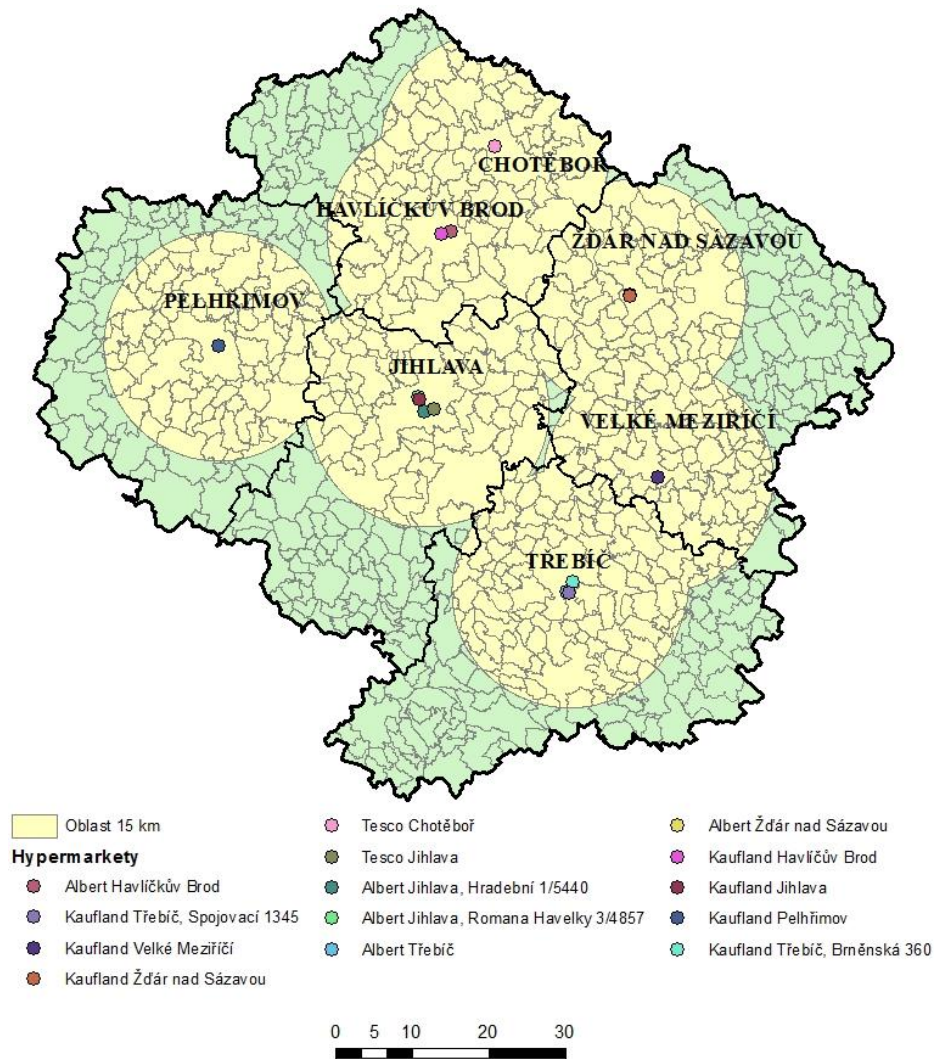 CHOTĚBOŘ
HAVLÍČKŮV BROD
ŽĎÁR NAD SÁZAVOU
PELHŘIMOV
JIHLAVA
VELKÉ MEZIŘÍČÍ
TŘEBÍČ
Oblast 15 km
Hypermarkety
Albert Havlíčkův Brod
Kaufland Třebíč, Spojovací 1345
Kaufland Velké Meziříčí
Kaufland Žďár nad Sázavou
Tesco Chotěboř
Tesco Jihlava
Albert Jihlava, Hradební 1/5440
Albert Jihlava, Romana Havelky 3/4857
Albert Třebíč
Albert Žďár nad Sázavou
Kaufland Havlíčův Brod
Kaufland Jihlava
Kaufland Pelhřimov
Kaufland Třebíč, Brněnská 360
0 5 10 20 30